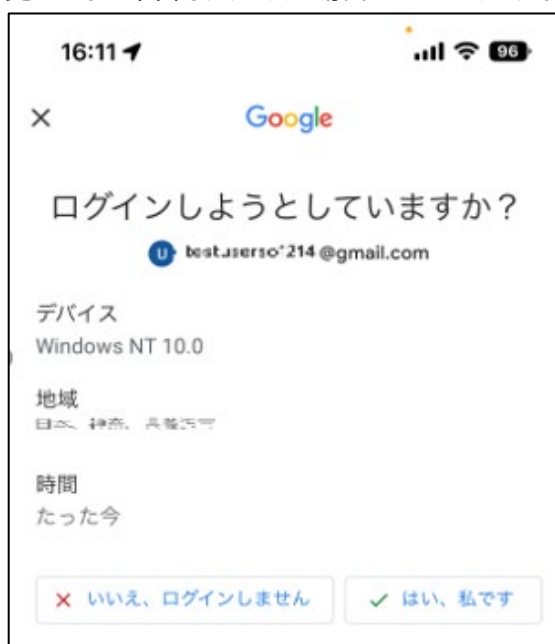 16:11
96
×
Google
ログインしようとしていますか？
U @gmail.com
デバイス
Windows NT 10.0
地域
時間
たった今
× いいえ、ログインしません ✓ はい、私です